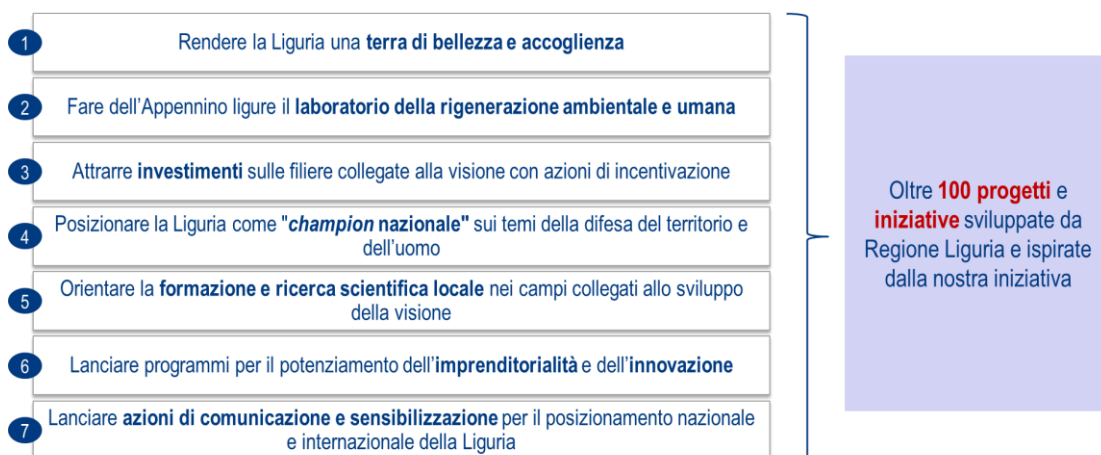 1
Rendere la Liguria una terra di bellezza e accoglienza
2
Fare dell'Appennino ligure il laboratorio della rigenerazione ambientale e umana
3
Attrarre investimenti sulle filiere collegate alla visione con azioni di incentivazione
4
Posizionare la Liguria come "champion nazionale" sui temi della difesa del territorio e
dell'uomo
5
Orientare la formazione e ricerca scientifica locale nei campi collegati allo sviluppo
della visione
6
Lanciare programmi per il potenziamento dell'imprenditorialità e dell'innovazione
7
Lanciare azioni di comunicazione e sensibilizzazione per il posizionamento nazionale
e internazionale della Liguria
Oltre 100 progetti e
iniziative sviluppate da
Regione Liguria e ispirate
dalla nostra iniziativa